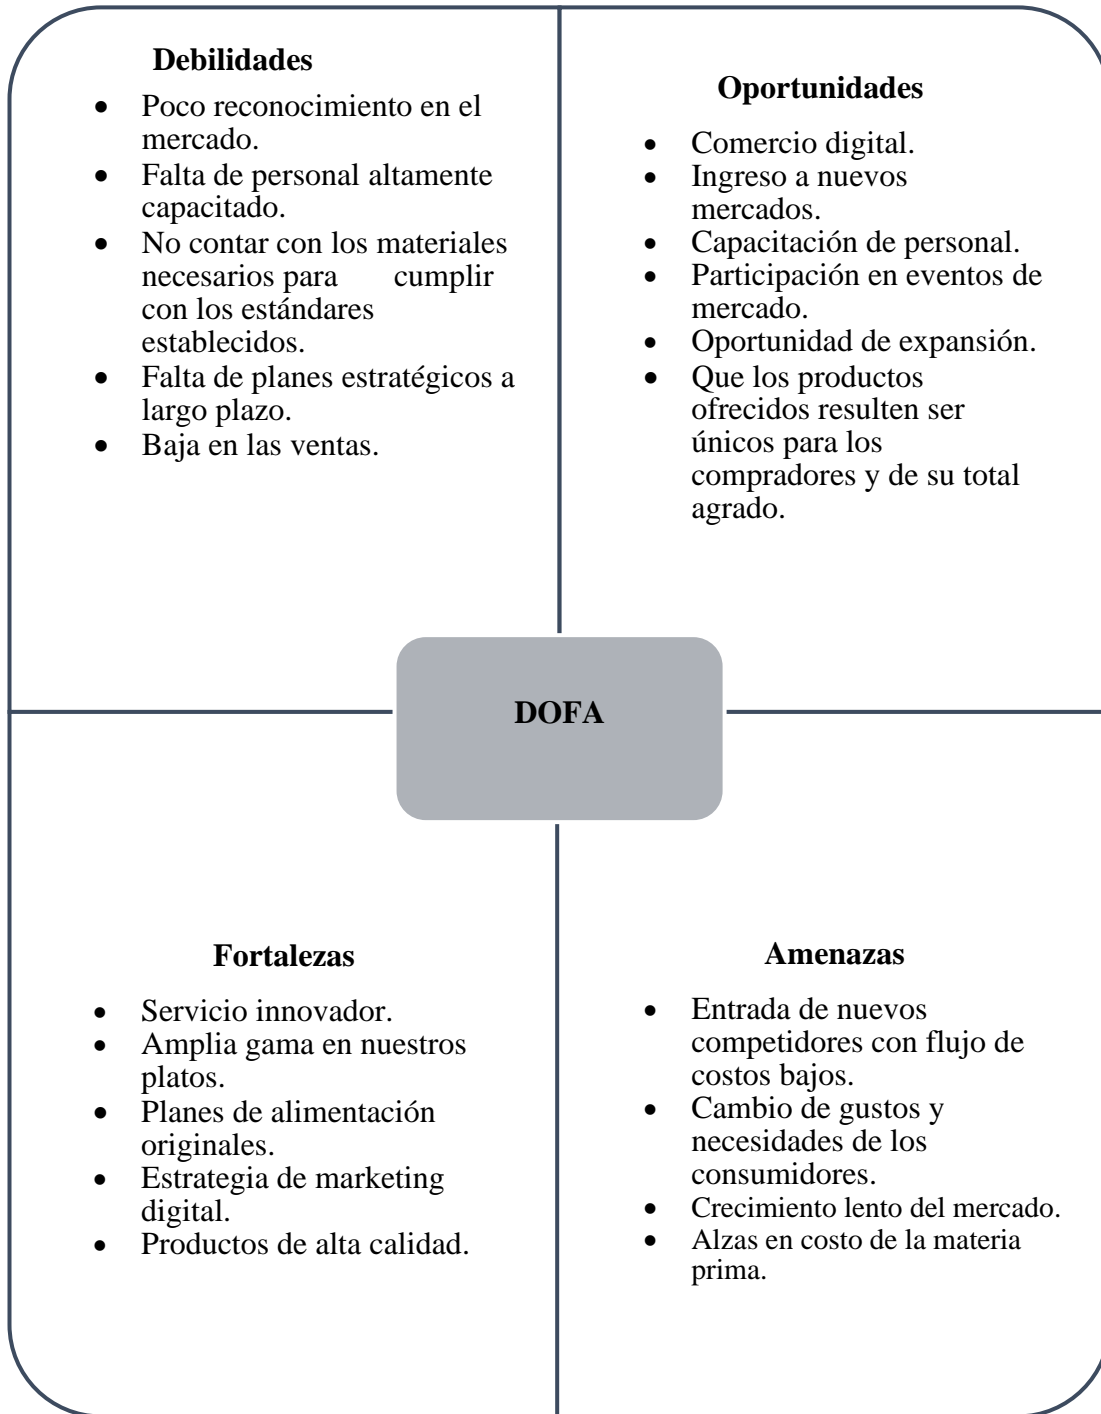 Debilidades
• Poco reconocimiento en el
mercado.
• Falta de personal altamente
capacitado.
• No contar con los materiales
necesarios para cumplir
con los estándares
establecidos.
• Falta de planes estratégicos a
largo plazo.
• Baja en las ventas.
Oportunidades
• Comercio digital.
• Ingreso a nuevos
mercados.
• Capacitación de personal.
• Participación en eventos de
mercado.
• Oportunidad de expansión.
• Que los productos
ofrecidos resulten ser
únicos para los
compradores y de su total
agrado.
DOFA
Fortalezas
• Servicio innovador.
• Amplia gama en nuestros
platos.
• Planes de alimentación
originales.
• Estrategia de marketing
digital.
• Productos de alta calidad.
Amenazas
• Entrada de nuevos
competidores con flujo de
costos bajos.
• Cambio de gustos y
necesidades de los
consumidores.
• Crecimiento lento del mercado.
• Alzas en costo de la materia
prima.